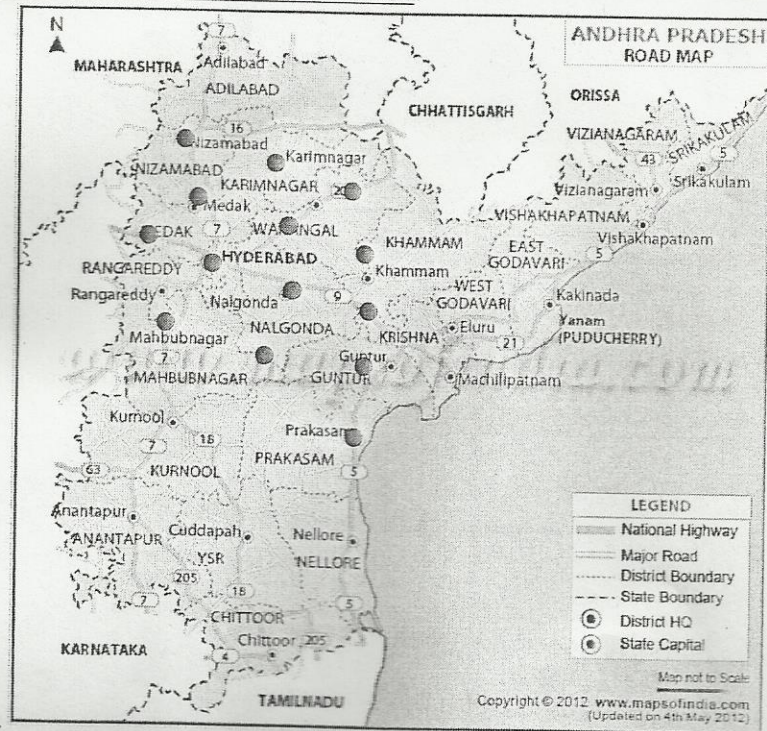 N
ANDHRA PRADESH
ROAD MAP
7
Adilabad
MAHARASHTRA
ADILABAD
CHHATTISGARH
ORISSA
16
Nizamabad
Karimnagar
NIZAMABAD
KARIMNAGAR
Medak
7
HYDERABAD
KHAMMAM
RANGAREDDY
Khammam
Rangareddy
Nalgonda
9
NALGONDA
Mahbubnagar
7
MAHBUBNAGAR
VIZIANAGARAM
SRIKAKULAM
43
5
Srikakulam
Vizianagaram
VISHAKHAPATNAM
Vishakhapatnam
EAST
GODAVARI
5
WEST
GODAVARI
Kakinada
KRISHNA
Eluru
21
Yanam
(PUDUCHERRY)
Guntur
GUNTUR
Machilipatnam
Kurnool
18
7
63
KURNOOL
PRAKASAM
5
Anantapur
ANANTAPUR
Cuddapah
YSR
Nellore
NELLORE
205
18
7
5
CHITTOOR
Chittoor
205
4
KARNATAKA
TAMILNADU
LEGEND
National Highway
Major Road
District Boundary
State Boundary
District HQ
State Capital
Map not to Scale
Copyright © 2012 www.mapsofindia.com
(Updated on 4th May 2012)